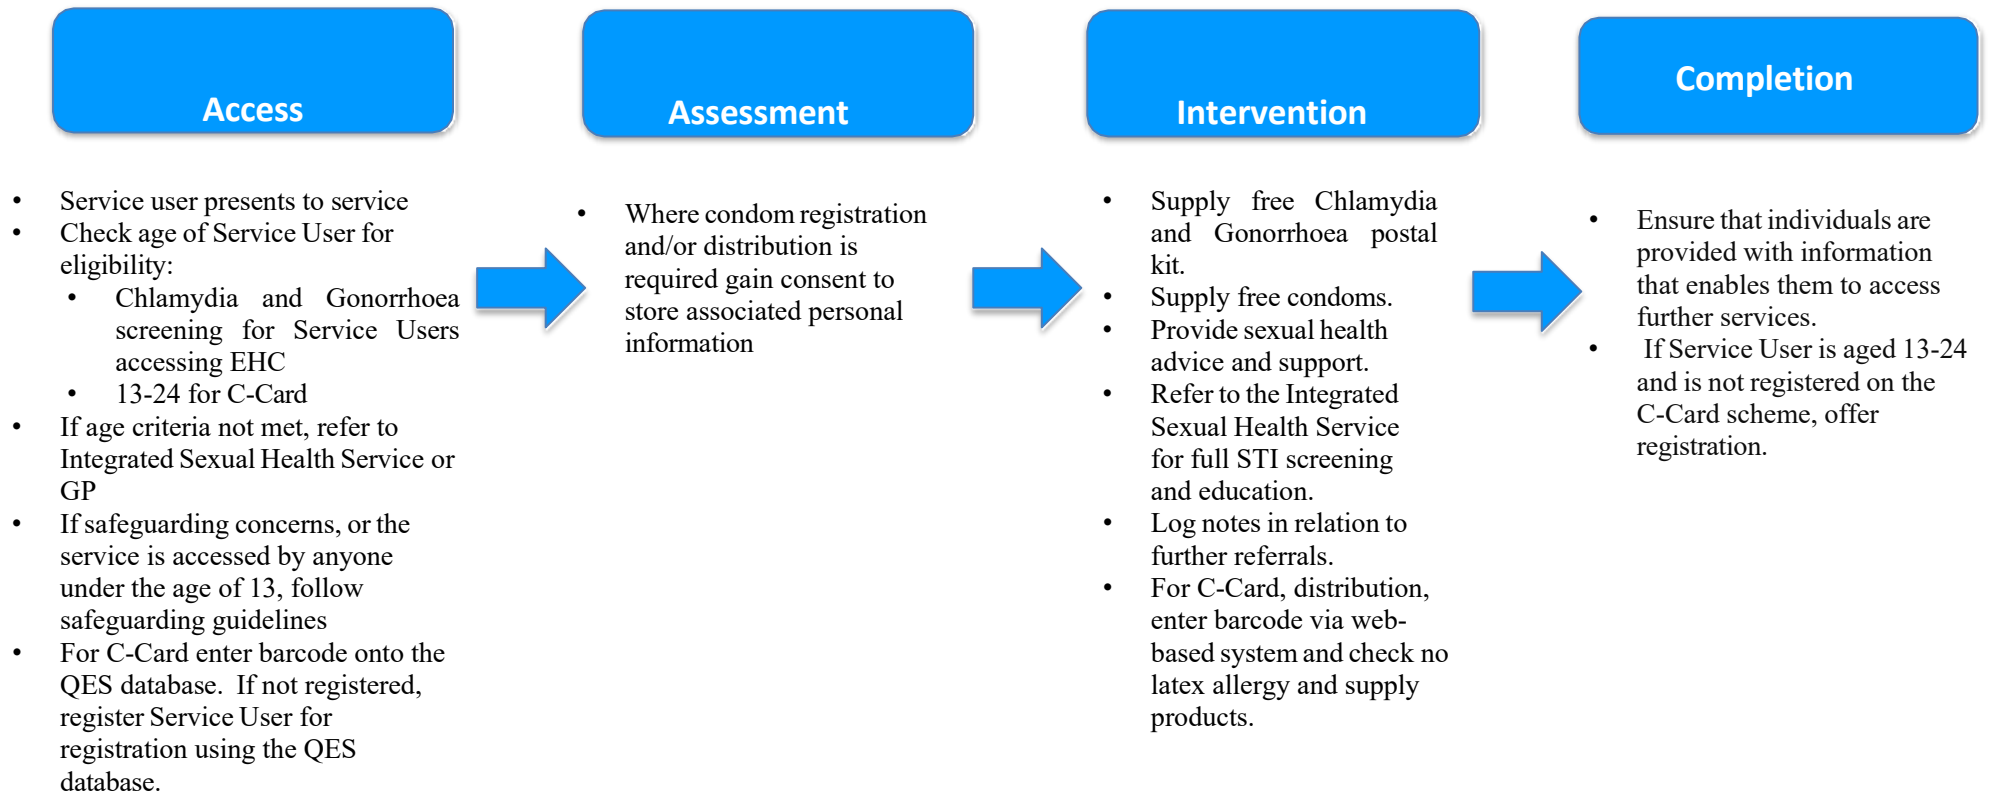 Access
• Service user presents to service
• Check age of Service User for
eligibility:
• Chlamydia and Gonorrhoea
screening for Service Users
accessing EHC
• 13-24 for C-Card
• If age criteria not met, refer to
Integrated Sexual Health Service or
GP
• If safeguarding concerns, or the
service is accessed by anyone
under the age of 13, follow
safeguarding guidelines
• For C-Card enter barcode onto the
QES database. If not registered,
register Service User for
registration using the QES
database.
Assessment
• Where condom registration
and/or distribution is
required gain consent to
store associated personal
information
Intervention
• Supply free Chlamydia
and Gonorrhoea postal
kit.
• Supply free condoms.
• Provide sexual health
advice and support.
• Refer to the Integrated
Sexual Health Service
for full STI screening
and education.
• Log notes in relation to
further referrals.
• For C-Card, distribution,
enter barcode via web-
based system and check no
latex allergy and supply
products.
Completion
• Ensure that individuals are
provided with information
that enables them to access
further services.
• If Service User is aged 13-24
and is not registered on the
C-Card scheme, offer
registration.